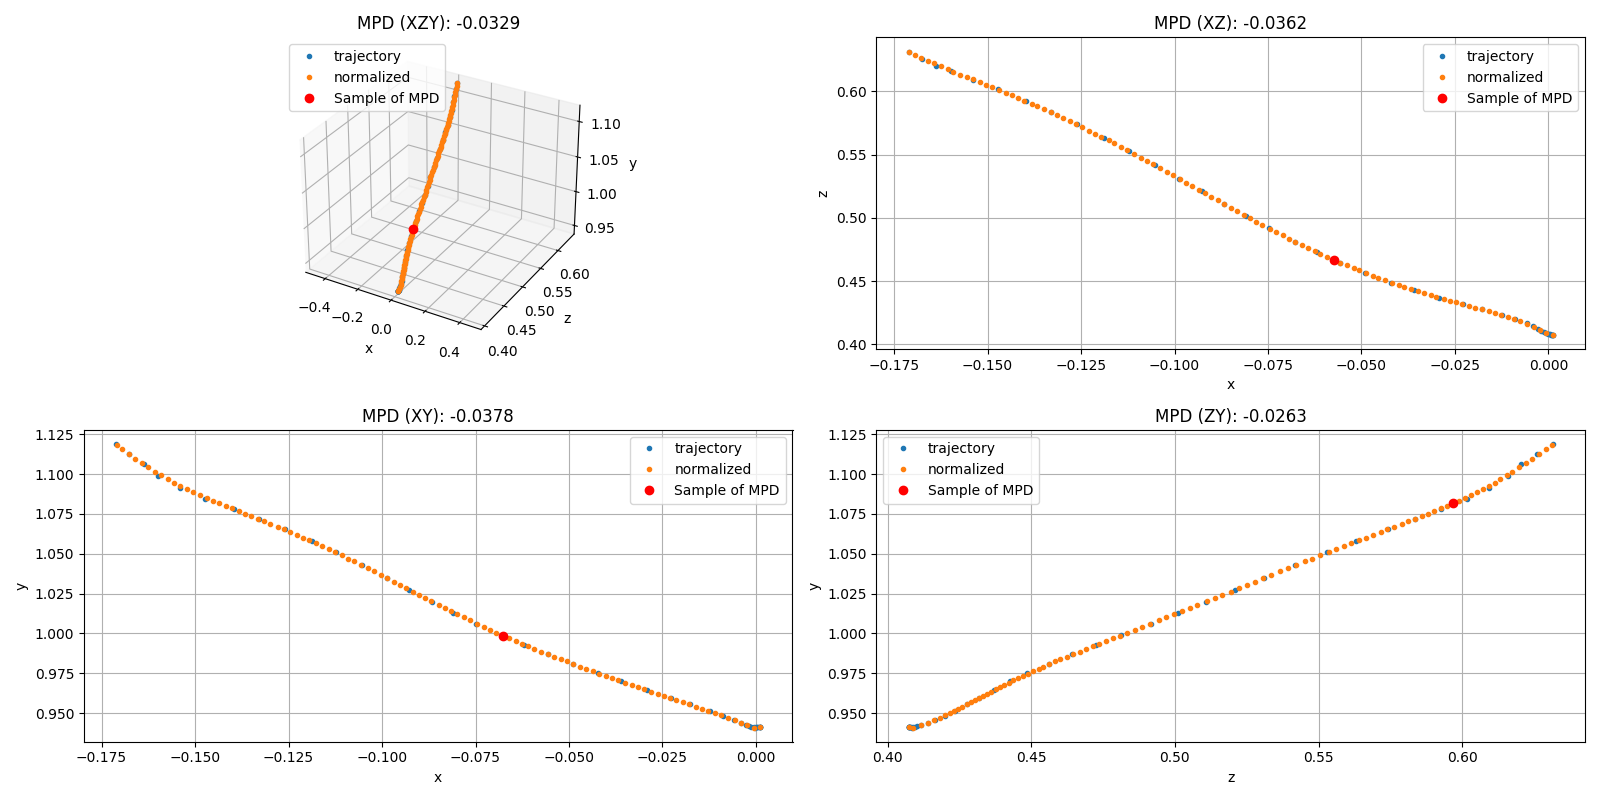 MPD (XZY): -0.0329
trajectory
normalized
Sample of MPD
1.10
1.05
1.00
0.95
y
−0.4
−0.2
0.0
0.2
0.4
x
0.40
0.45
0.50
0.55
0.60
z
MPD (XZ): -0.0362
trajectory
normalized
Sample of MPD
0.60
0.55
0.50
0.45
0.40
z
−0.175
−0.150
−0.125
−0.100
−0.075
−0.050
−0.025
0.000
x
MPD (XY): -0.0378
trajectory
normalized
Sample of MPD
1.125
1.100
1.075
1.050
1.025
1.000
0.975
0.950
y
−0.175
−0.150
−0.125
−0.100
−0.075
−0.050
−0.025
0.000
x
MPD (ZY): -0.0263
trajectory
normalized
Sample of MPD
1.125
1.100
1.075
1.050
1.025
1.000
0.975
0.950
y
0.40
0.45
0.50
0.55
0.60
z